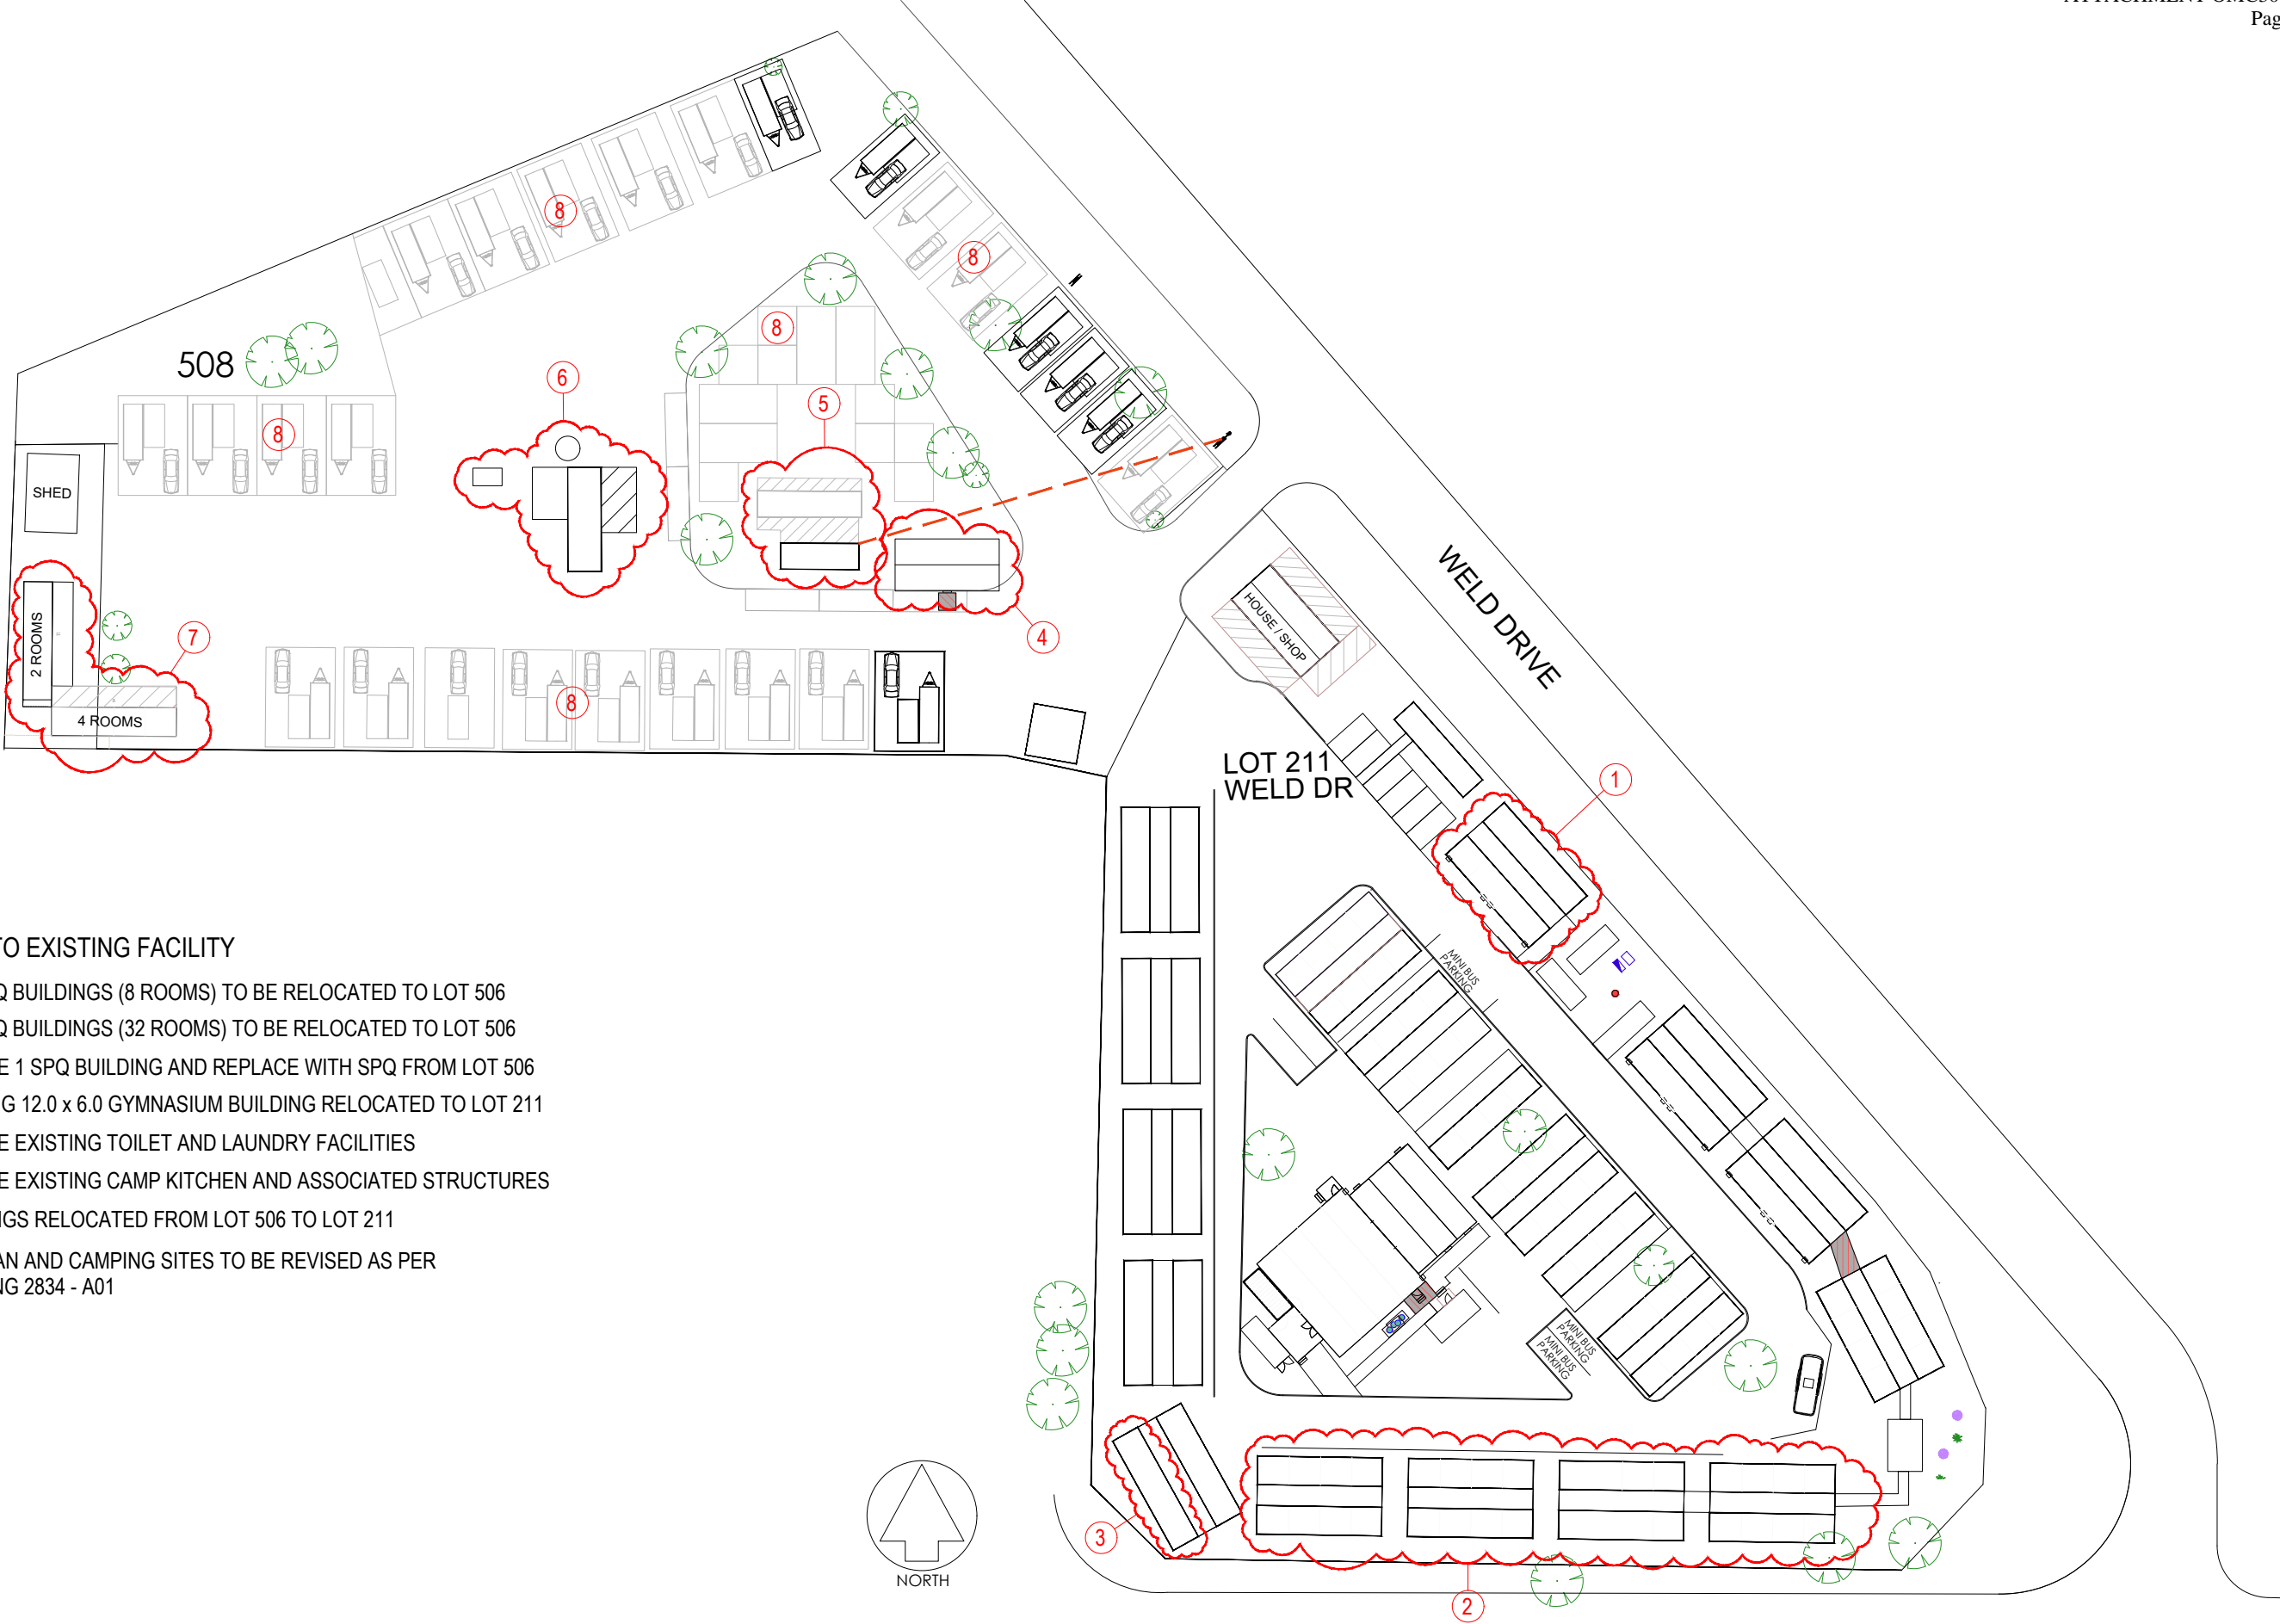 Pag
8
8
8
508
6
5
8
SHED
2 ROOMS
7
4 ROOMS
8
4
HOUSE / SHOP
WELD DRIVE
LOT 211
WELD DR
1
MINI BUS
PARKING
TO EXISTING FACILITY
Q BUILDINGS (8 ROOMS) TO BE RELOCATED TO LOT 506
Q BUILDINGS (32 ROOMS) TO BE RELOCATED TO LOT 506
E 1 SPQ BUILDING AND REPLACE WITH SPQ FROM LOT 506
G 12.0 x 6.0 GYMNASIUM BUILDING RELOCATED TO LOT 211
E EXISTING TOILET AND LAUNDRY FACILITIES
E EXISTING CAMP KITCHEN AND ASSOCIATED STRUCTURES
NGS RELOCATED FROM LOT 506 TO LOT 211
AN AND CAMPING SITES TO BE REVISED AS PER
NG 2834 - A01
MINI BUS
PARKING
MINI BUS
PARKING
3
2
NORTH